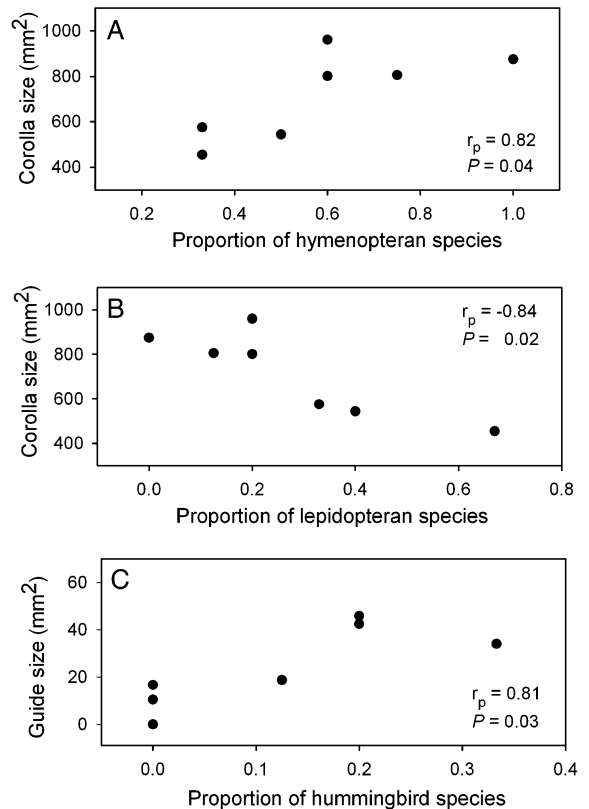 A
1000
800
600
400
Corolla size (mm²)
r_p = 0.82
P = 0.04
0.2 0.4 0.6 0.8 1.0
Proportion of hymenopteran species
B
1000
800
600
400
Corolla size (mm²)
r_p = -0.84
P = 0.02
0.0 0.2 0.4 0.6 0.8
Proportion of lepidopteran species
C
60
40
20
0
Guide size (mm²)
r_p = 0.81
P = 0.03
0.0 0.1 0.2 0.3 0.4
Proportion of hummingbird species